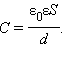 C = ε₀εS / d.